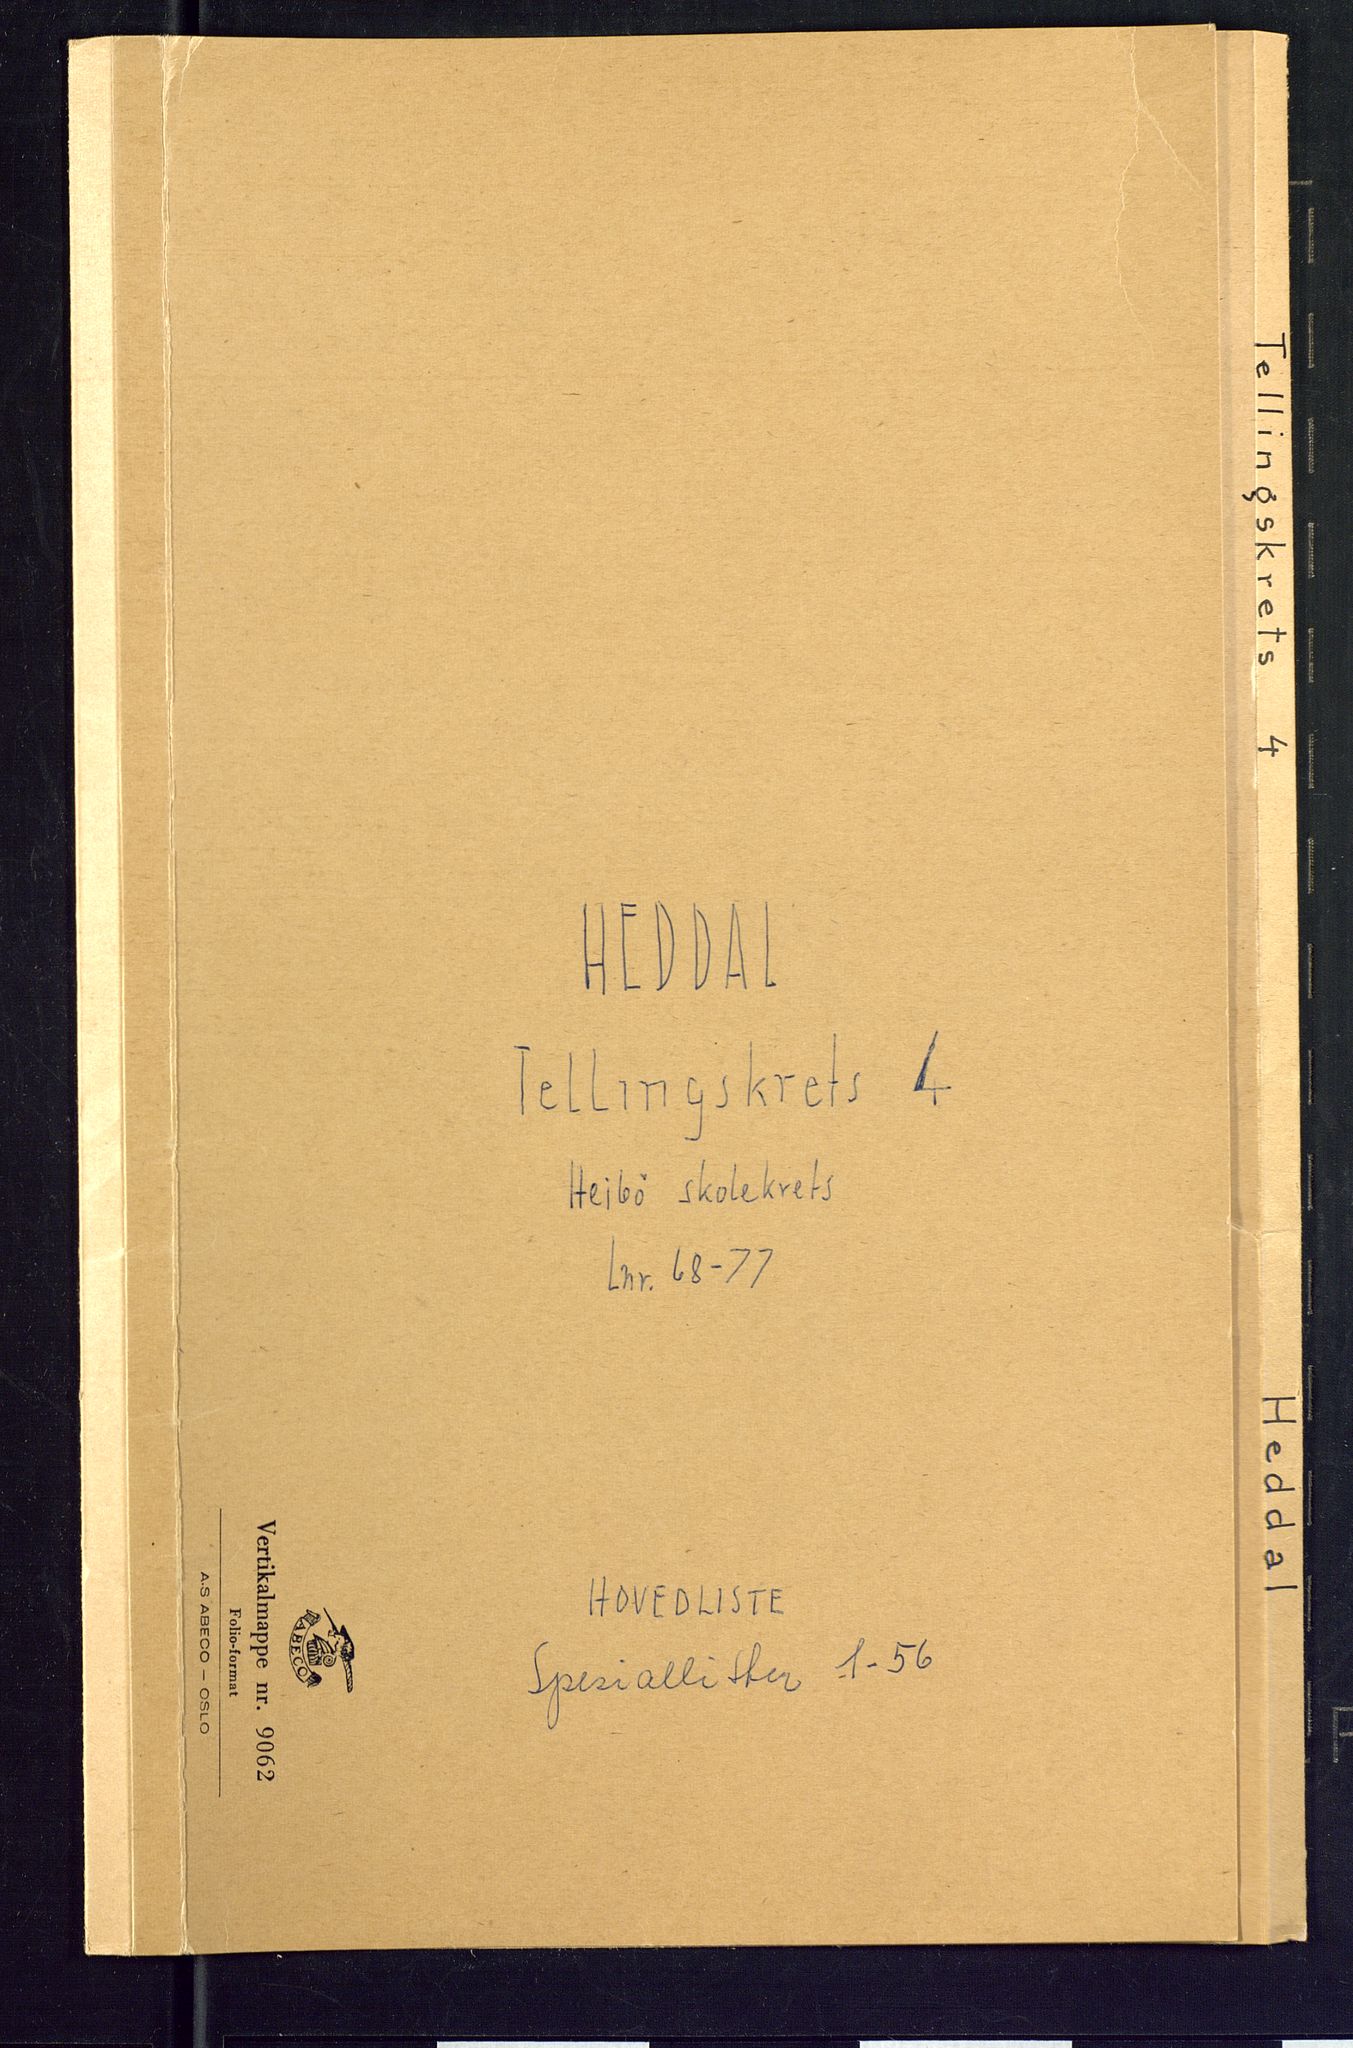 HEDDAL
Tellingskrets 4
Heibö skolekrets
Lnr. 68-77
HOVEDLISTE
Spesiallister 1-56
Tellingskrets 4
Heddal
ABECO
Vertikalmappe nr. 9062
Folio-format
A.S ABECO – OSLO